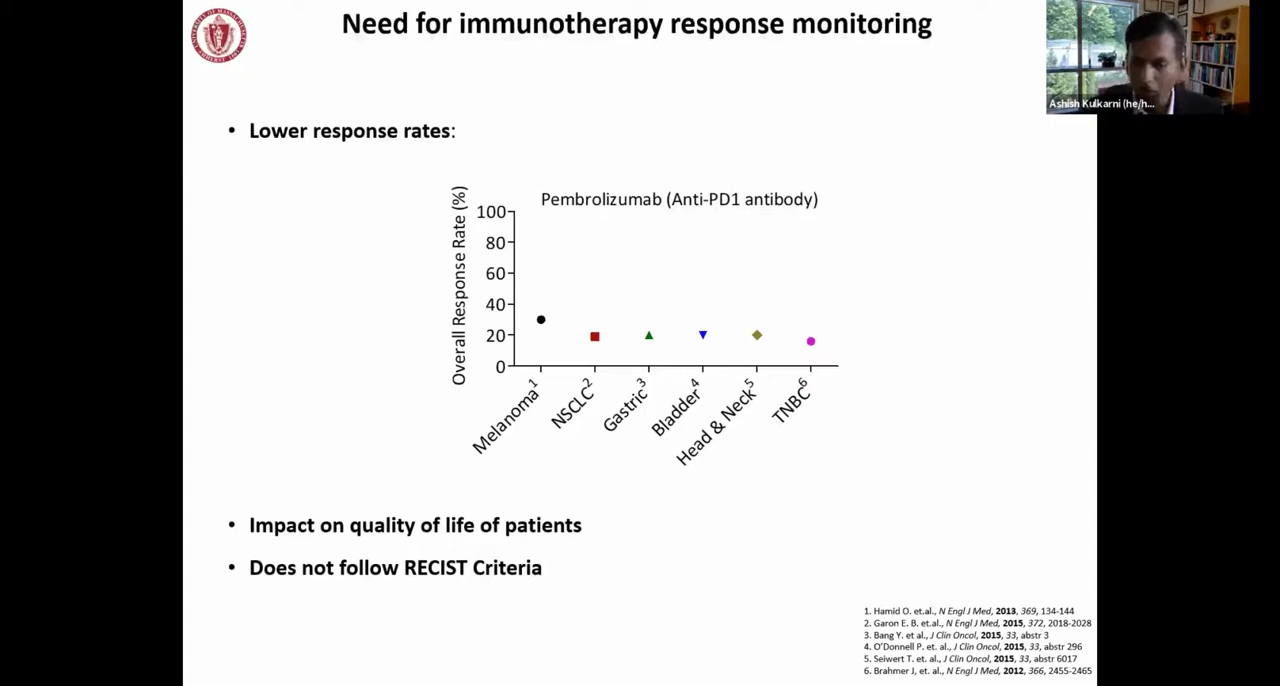 Need for immunotherapy response monitoring
Ashish Kulkarni (he/h...
• Lower response rates:
Pembrolizumab (Anti-PD1 antibody)
Overall Response Rate (%)
100
80
60
40
20
0
Melanoma1
NSCLC2
Gastric3
Bladder4
Head & Neck5
TNBC6
• Impact on quality of life of patients
• Does not follow RECIST Criteria
1. Hamid O. et.al., N Engl J Med, 2013, 369, 134-144
2. Garon E. B. et.al., N Engl J Med, 2015, 372, 2018-2028
3. Bang Y. et.al, J Clin Oncol, 2015, 33, abstr 3
4. O'Donnell P. et. al., J Clin Oncol, 2015, 33, abstr 296
5. Seiwert T. et. al., J Clin Oncol, 2015, 33, abstr 6017
6. Brahmer J, et. al., N Engl J Med, 2012, 366, 2455-2465